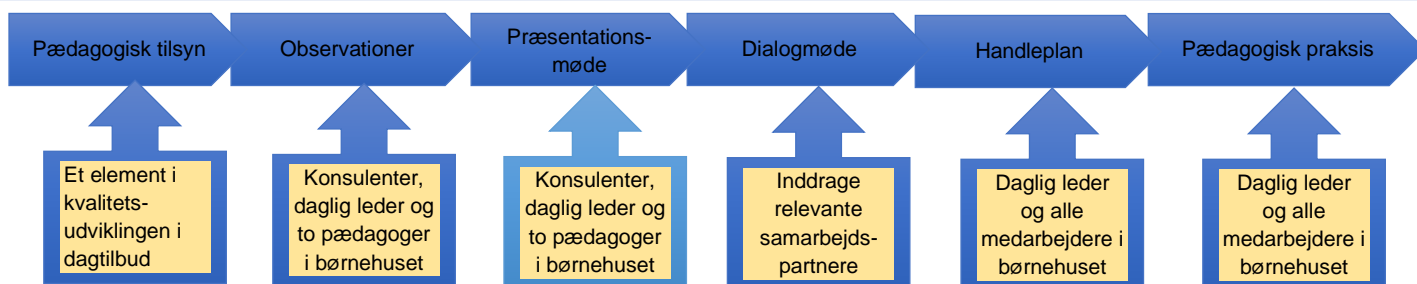 Pædagogisk tilsyn
Observationer
Præsentations-
møde
Dialogmøde
Handleplan
Pædagogisk praksis
Et element i
kvalitets-
udviklingen i
dagtilbud
Konsulenter,
daglig leder og
to pædagoger
i børnehuset
Konsulenter,
daglig leder og
to pædagoger
i børnehuset
Inddrage
relevante
samarbejds-
partnere
Daglig leder
og alle
medarbejdere i
børnehuset
Daglig leder
og alle
medarbejdere i
børnehuset